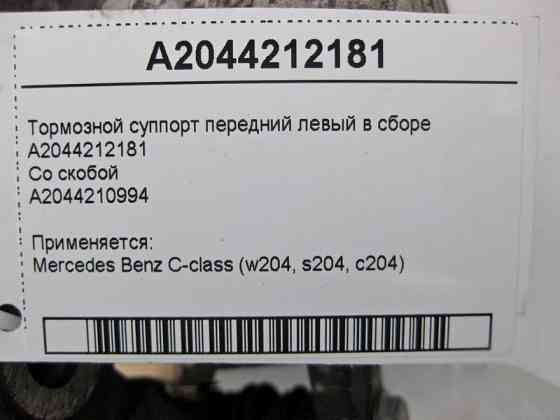 A2044212181
Тормозной суппорт передний левый в сборе
A2044212181
Со скобой
A2044210994
Применяется:
Mercedes Benz C-class (w204, s204, c204)